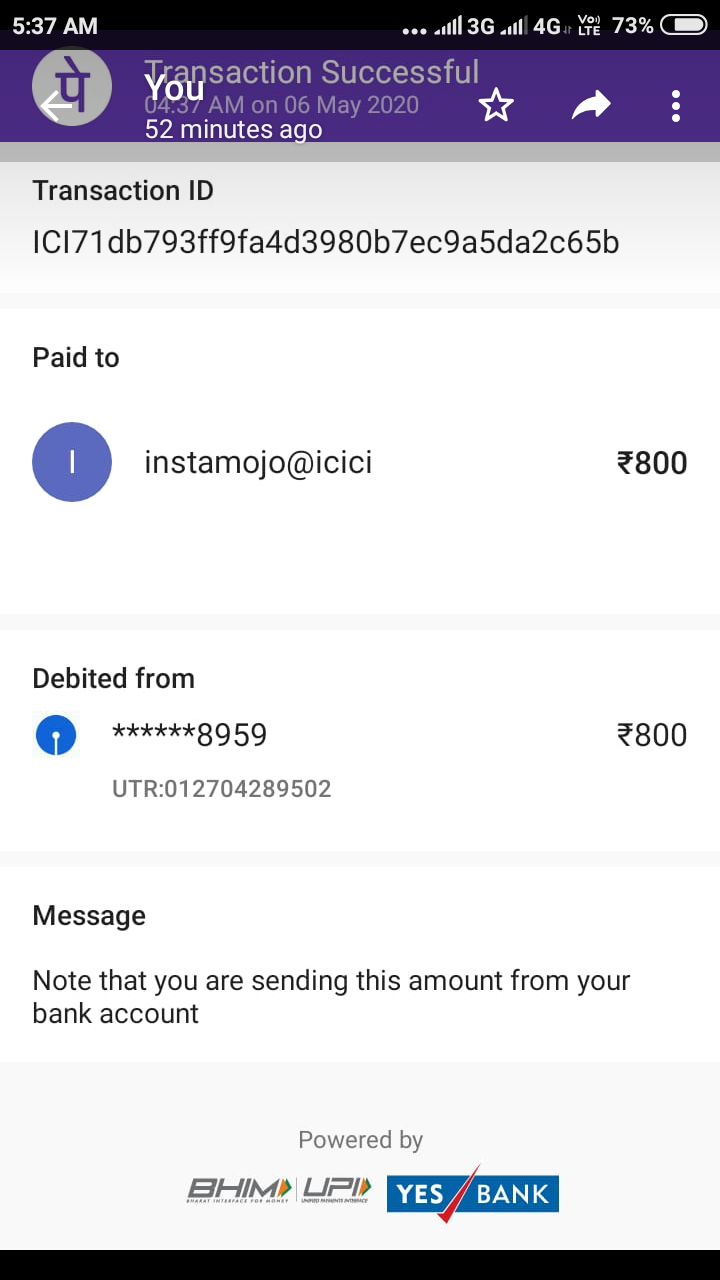 5:37 AM
3G 4G Vo) LTE 73%
पे
Transaction Successful
You
04:37 AM on 06 May 2020
52 minutes ago
Transaction ID
ICI71db793ff9fa4d3980b7ec9a5da2c65b
Paid to
I instamojo@icici ₹800
Debited from
******8959 ₹800
UTR:012704289502
Message
Note that you are sending this amount from your
bank account
Powered by
BHIM UPI YES BANK
BHARAT INTERFACE FOR MONEY UNIFIED PAYMENTS INTERFACE